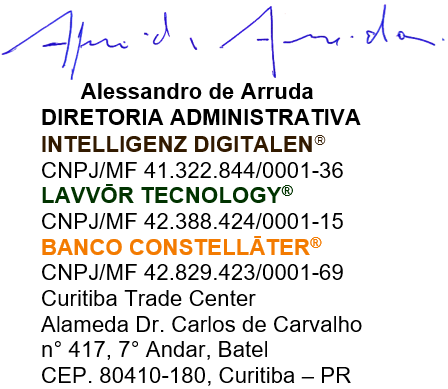 Alessandro de Arruda
DIRETORIA ADMINISTRATIVA
INTELLIGENZ DIGITALEN®
CNPJ/MF 41.322.844/0001-36
LAVVŌR TECNOLOGY®
CNPJ/MF 42.388.424/0001-15
BANCO CONSTELLĀTER®
CNPJ/MF 42.829.423/0001-69
Curitiba Trade Center
Alameda Dr. Carlos de Carvalho
n° 417, 7° Andar, Batel
CEP. 80410-180, Curitiba – PR